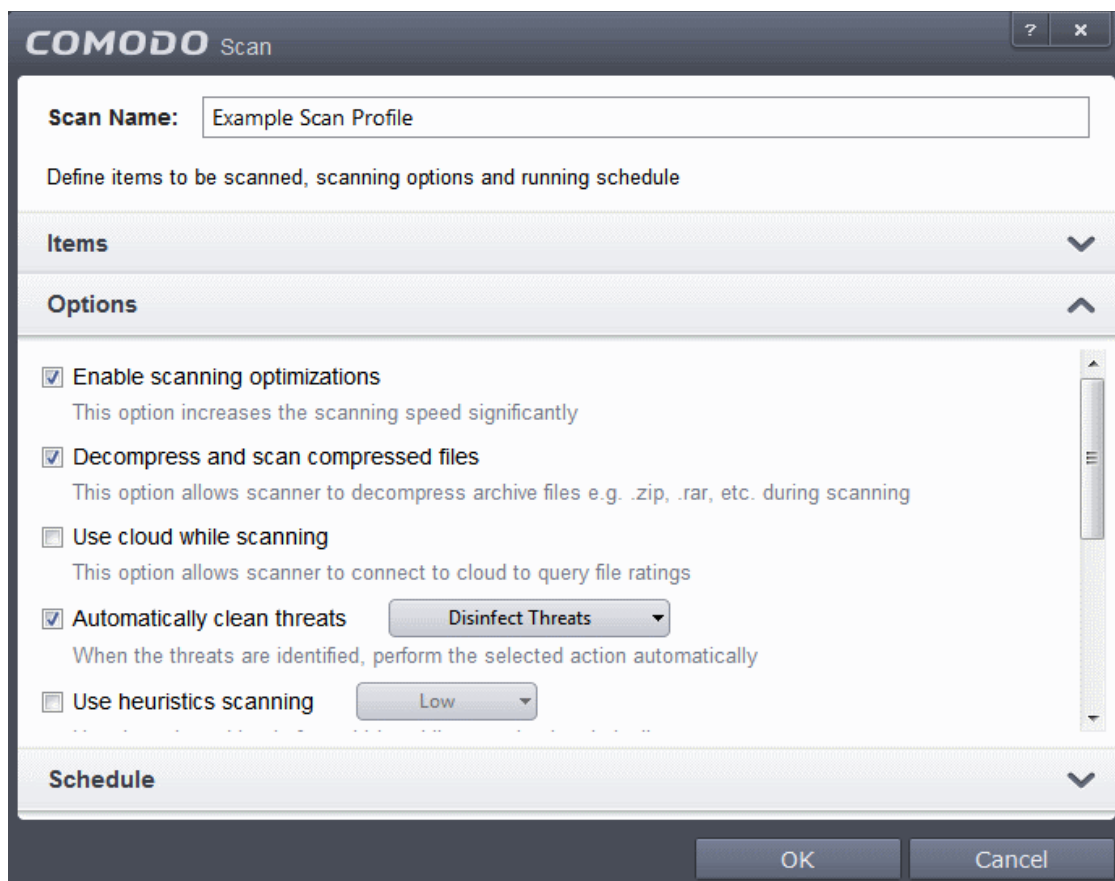 COMODO Scan
? ×
Scan Name: Example Scan Profile
Define items to be scanned, scanning options and running schedule
Items
Options
Enable scanning optimizations
This option increases the scanning speed significantly
Decompress and scan compressed files
This option allows scanner to decompress archive files e.g. .zip, .rar, etc. during scanning
Use cloud while scanning
This option allows scanner to connect to cloud to query file ratings
Automatically clean threats Disinfect Threats
When the threats are identified, perform the selected action automatically
Use heuristics scanning Low
Schedule
OK Cancel